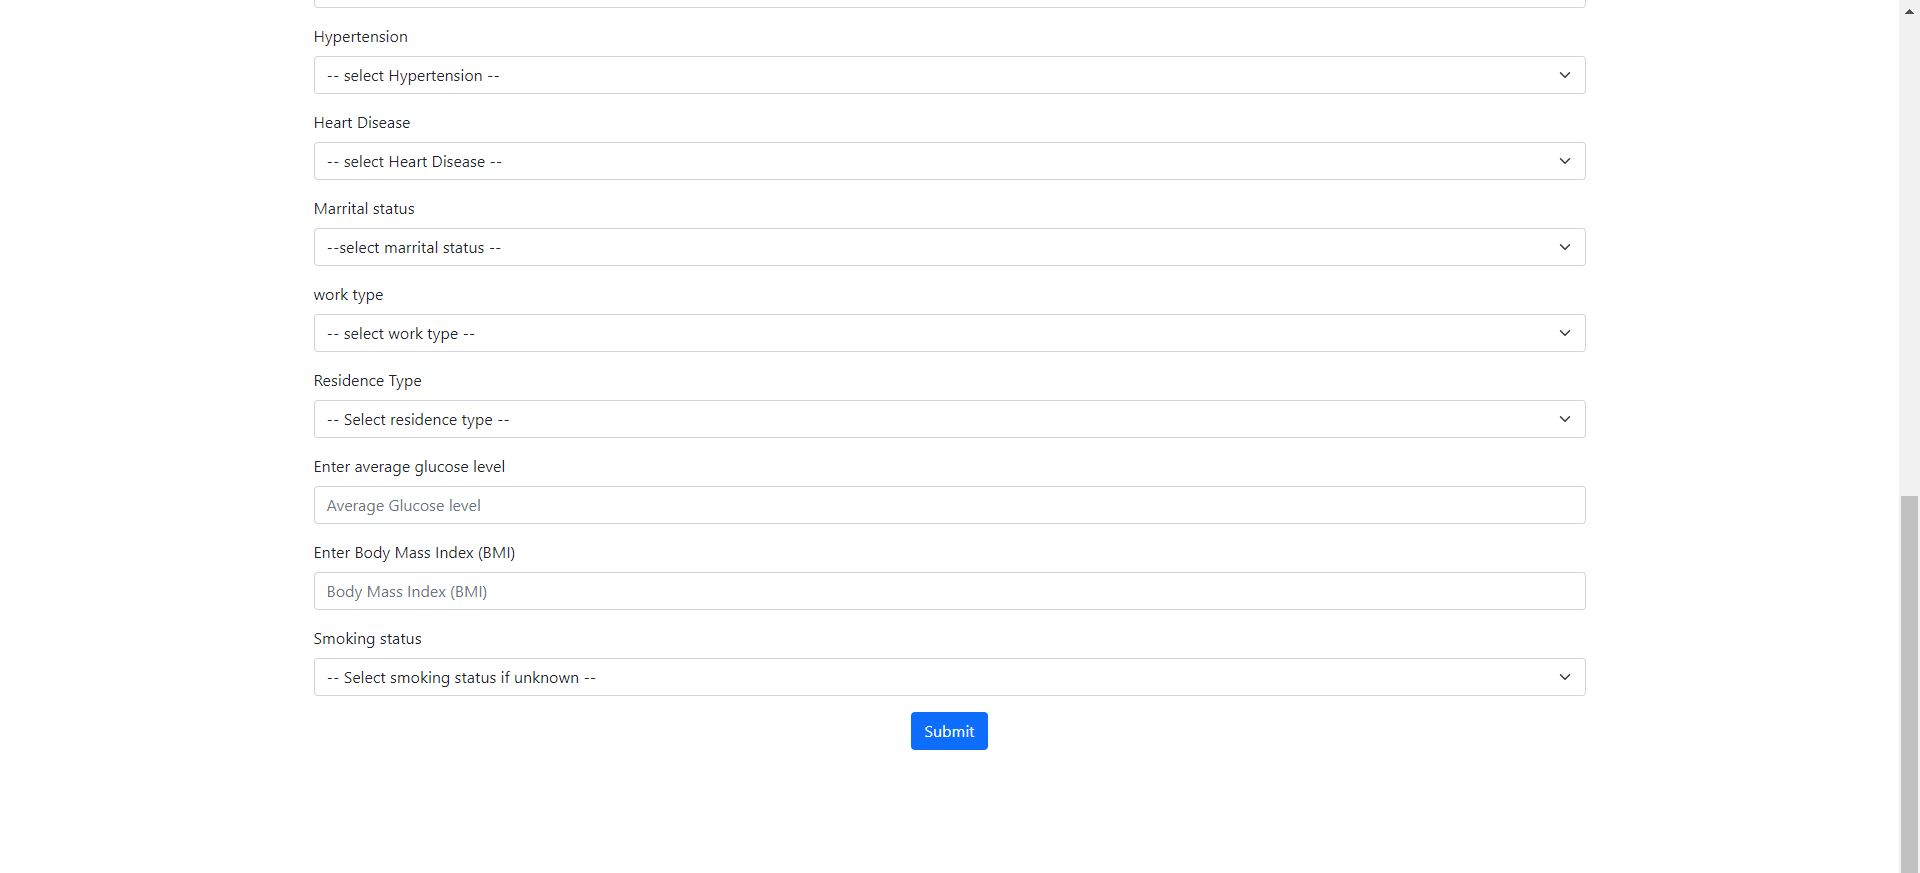 Hypertension
-- select Hypertension --
Heart Disease
-- select Heart Disease --
Marrital status
--select marrital status --
work type
-- select work type --
Residence Type
-- Select residence type --
Enter average glucose level
Average Glucose level
Enter Body Mass Index (BMI)
Body Mass Index (BMI)
Smoking status
-- Select smoking status if unknown --
Submit